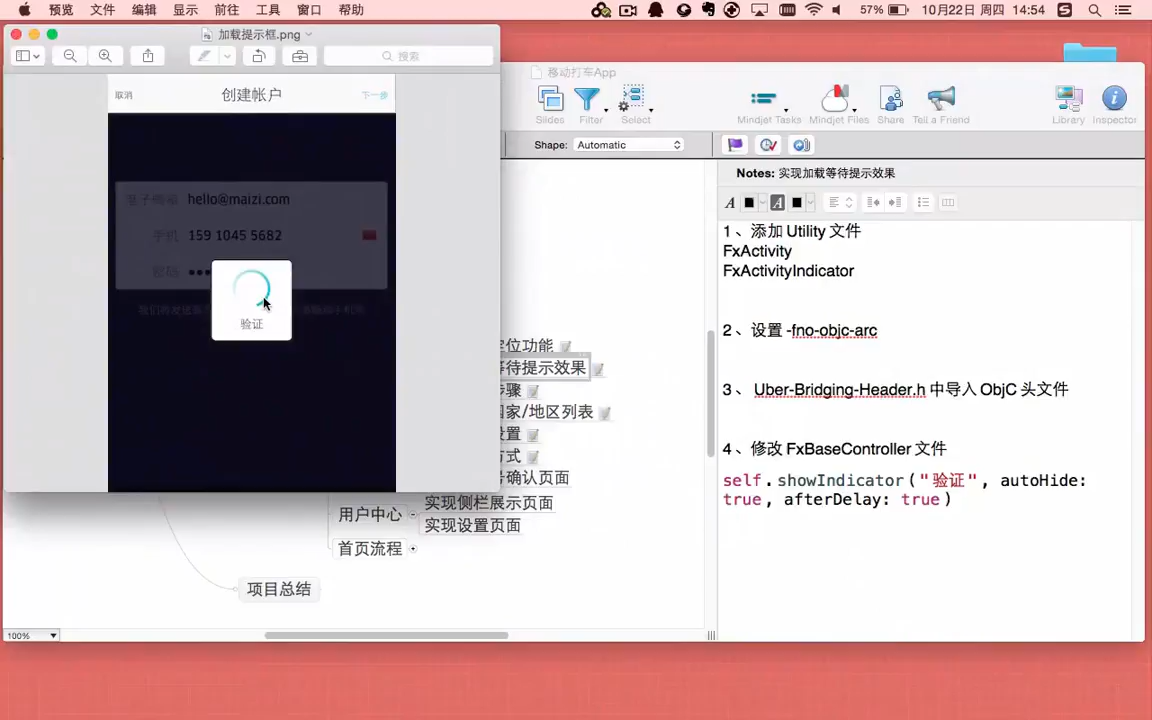 预览 文件 编辑 显示 前往 工具 窗口 帮助
57% 10月22日 周四 14:54
加载提示框.png
搜索
取消 创建帐户 下一步
hello@maizi.com
手机 159 1045 5682
密码
验证
移动打车App
Slides Filter Select Mindjet Tasks Mindjet Files Share Tell a Friend Library Inspector
Shape: Automatic
Notes: 实现加载等待提示效果
1、添加 Utility 文件
FxActivity
FxActivityIndicator
2、设置 -fno-objc-arc
3、 Uber-Bridging-Header.h 中导入 ObjC 头文件
4、修改 FxBaseController 文件
self.showIndicator("验证", autoHide:
true, afterDelay: true)
定位功能
等待提示效果
步骤
国家/地区列表
设置
方式
确认页面
实现侧栏展示页面
用户中心
实现设置页面
首页流程
项目总结
100%